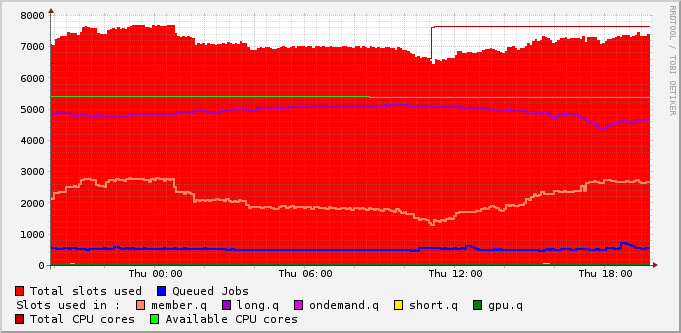 8000
7000
6000
5000
4000
3000
2000
1000
0
Thu 00:00 Thu 06:00 Thu 12:00 Thu 18:00
Total slots used Queued Jobs
Slots used in : member.q long.q ondemand.q short.q gpu.q
Total CPU cores Available CPU cores
RRDTOOL / TOBI OETIKER